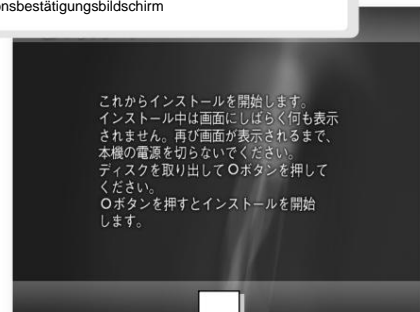 onsbestätigungsbildschirm
これからインストールを開始します。
インストール中は画面にしばらく何も表示
されません。再び画面が表示されるまで、
本機の電源を切らないでください。
ディスクを取り出してOボタンを押して
ください。
Oボタンを押すとインストールを開始
します。